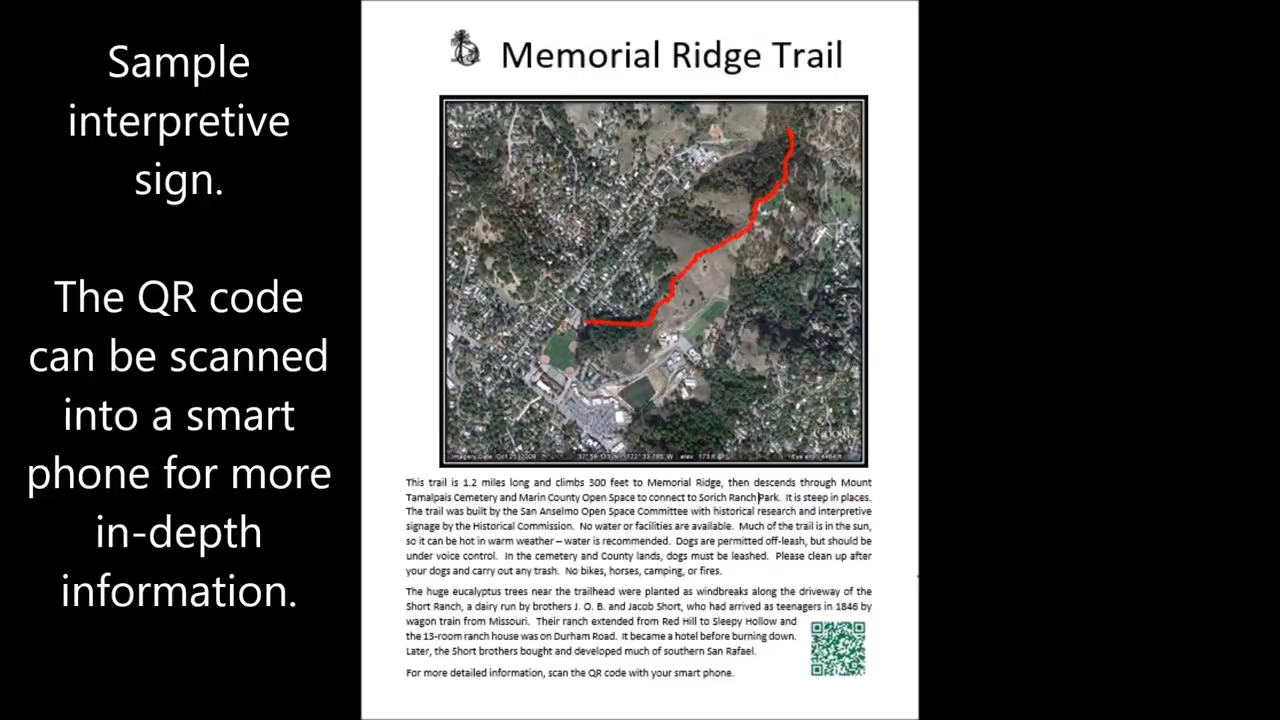 Sample
interpretive
sign.
The QR code
can be scanned
into a smart
phone for more
in-depth
information.
Memorial Ridge Trail
Google
Imagery Date: Oct 25, 2009
elev 173 ft
Eye alt
This trail is 1.2 miles long and climbs 300 feet to Memorial Ridge, then descends through Mount
Tamalpais Cemetery and Marin County Open Space to connect to Sorich Ranch Park. It is steep in places.
The trail was built by the San Anselmo Open Space Committee with historical research and interpretive
signage by the Historical Commission. No water or facilities are available. Much of the trail is in the sun,
so it can be hot in warm weather – water is recommended. Dogs are permitted off-leash, but should be
under voice control. In the cemetery and County lands, dogs must be leashed. Please clean up after
your dogs and carry out any trash. No bikes, horses, camping, or fires.
The huge eucalyptus trees near the trailhead were planted as windbreaks along the driveway of the
Short Ranch, a dairy run by brothers J. O. B. and Jacob Short, who had arrived as teenagers in 1846 by
wagon train from Missouri. Their ranch extended from Red Hill to Sleepy Hollow and
the 13-room ranch house was on Durham Road. It became a hotel before burning down.
Later, the Short brothers bought and developed much of southern San Rafael.
For more detailed information, scan the QR code with your smart phone.